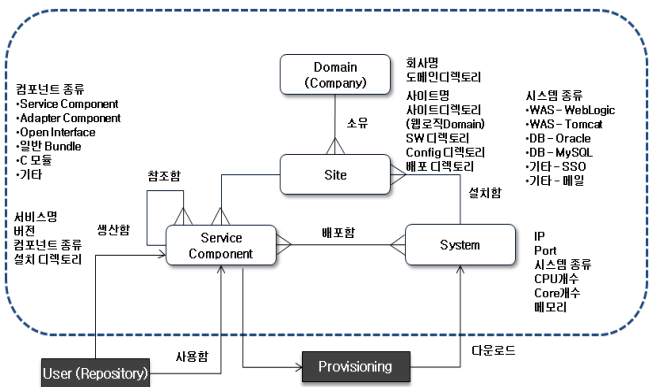 컴포넌트 종류
•Service Component
•Adapter Component
•Open Interface
•일반 Bundle
•C 모듈
•기타
Domain
(Company)
회사명
도메인디렉토리
사이트명
사이트디렉토리
(웹로직Domain)
SW 디렉토리
Config 디렉토리
배포 디렉토리
시스템 종류
•WAS – WebLogic
•WAS – Tomcat
•DB – Oracle
•DB – MySQL
•기타 – SSO
•기타 – 메일
소유
Site
참조함
설치함
서비스명
버전
컴포넌트 종류
설치 디렉토리
생산함
Service
Component
배포함
System
IP
Port
시스템 종류
CPU개수
Core개수
메모리
사용함
다운로드
User (Repository)
Provisioning